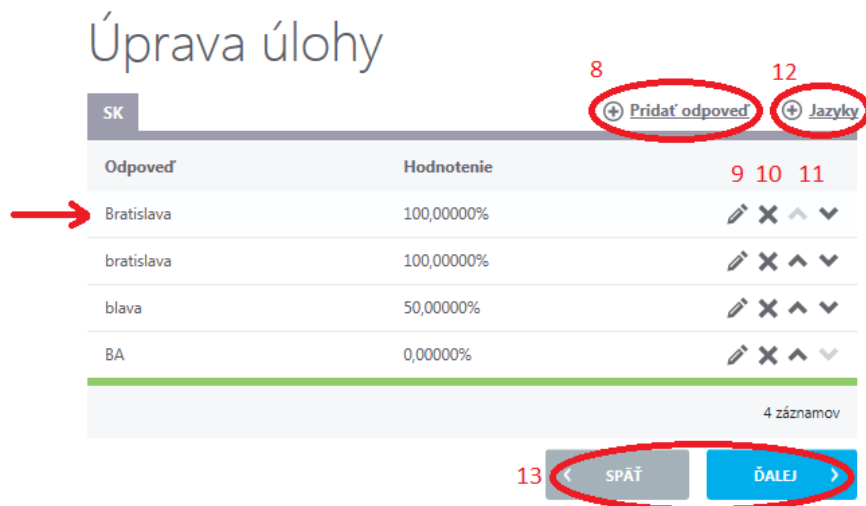 Úprava úlohy
8 12
SK Pridať odpoveď Jazyky
Odpoveď Hodnotenie 9 10 11
Bratislava 100,00000%
bratislava 100,00000%
blava 50,00000%
BA 0,00000%
4 záznamov
13 SPÄŤ ĎALEJ